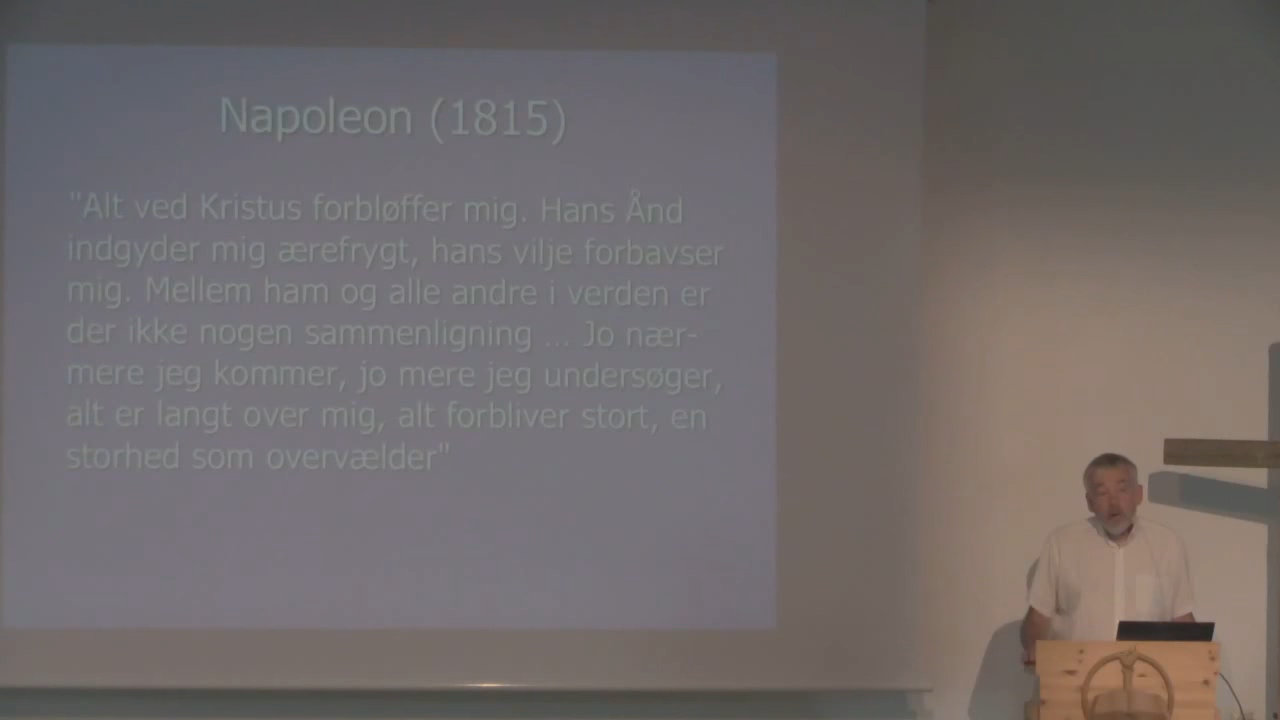 Napoleon (1815)
"Alt ved Kristus forbløffer mig. Hans Ånd
indgyder mig ærefrygt, hans vilje forbavser
mig. Mellem ham og alle andre i verden er
der ikke nogen sammenligning ... Jo nær-
mere jeg kommer, jo mere jeg undersøger,
alt er langt over mig, alt forbliver stort, en
storhed som overvælder"